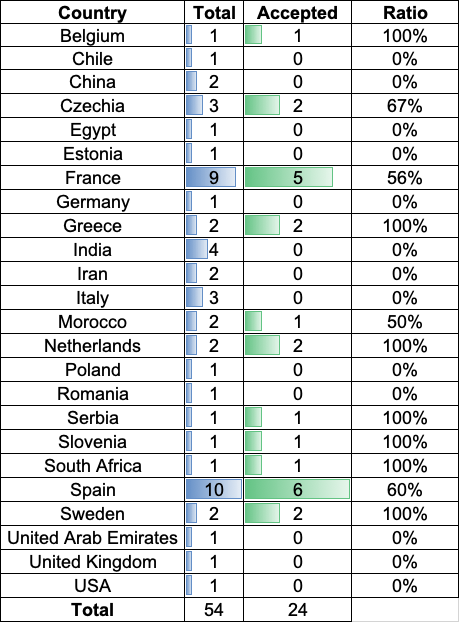 Country Total Accepted Ratio
Belgium 1 1 100%
Chile 1 0 0%
China 2 0 0%
Czechia 3 2 67%
Egypt 1 0 0%
Estonia 1 0 0%
France 9 5 56%
Germany 1 0 0%
Greece 2 2 100%
India 4 0 0%
Iran 2 0 0%
Italy 3 0 0%
Morocco 2 1 50%
Netherlands 2 2 100%
Poland 1 0 0%
Romania 1 0 0%
Serbia 1 1 100%
Slovenia 1 1 100%
South Africa 1 1 100%
Spain 10 6 60%
Sweden 2 2 100%
United Arab Emirates 1 0 0%
United Kingdom 1 0 0%
USA 1 0 0%
Total 54 24